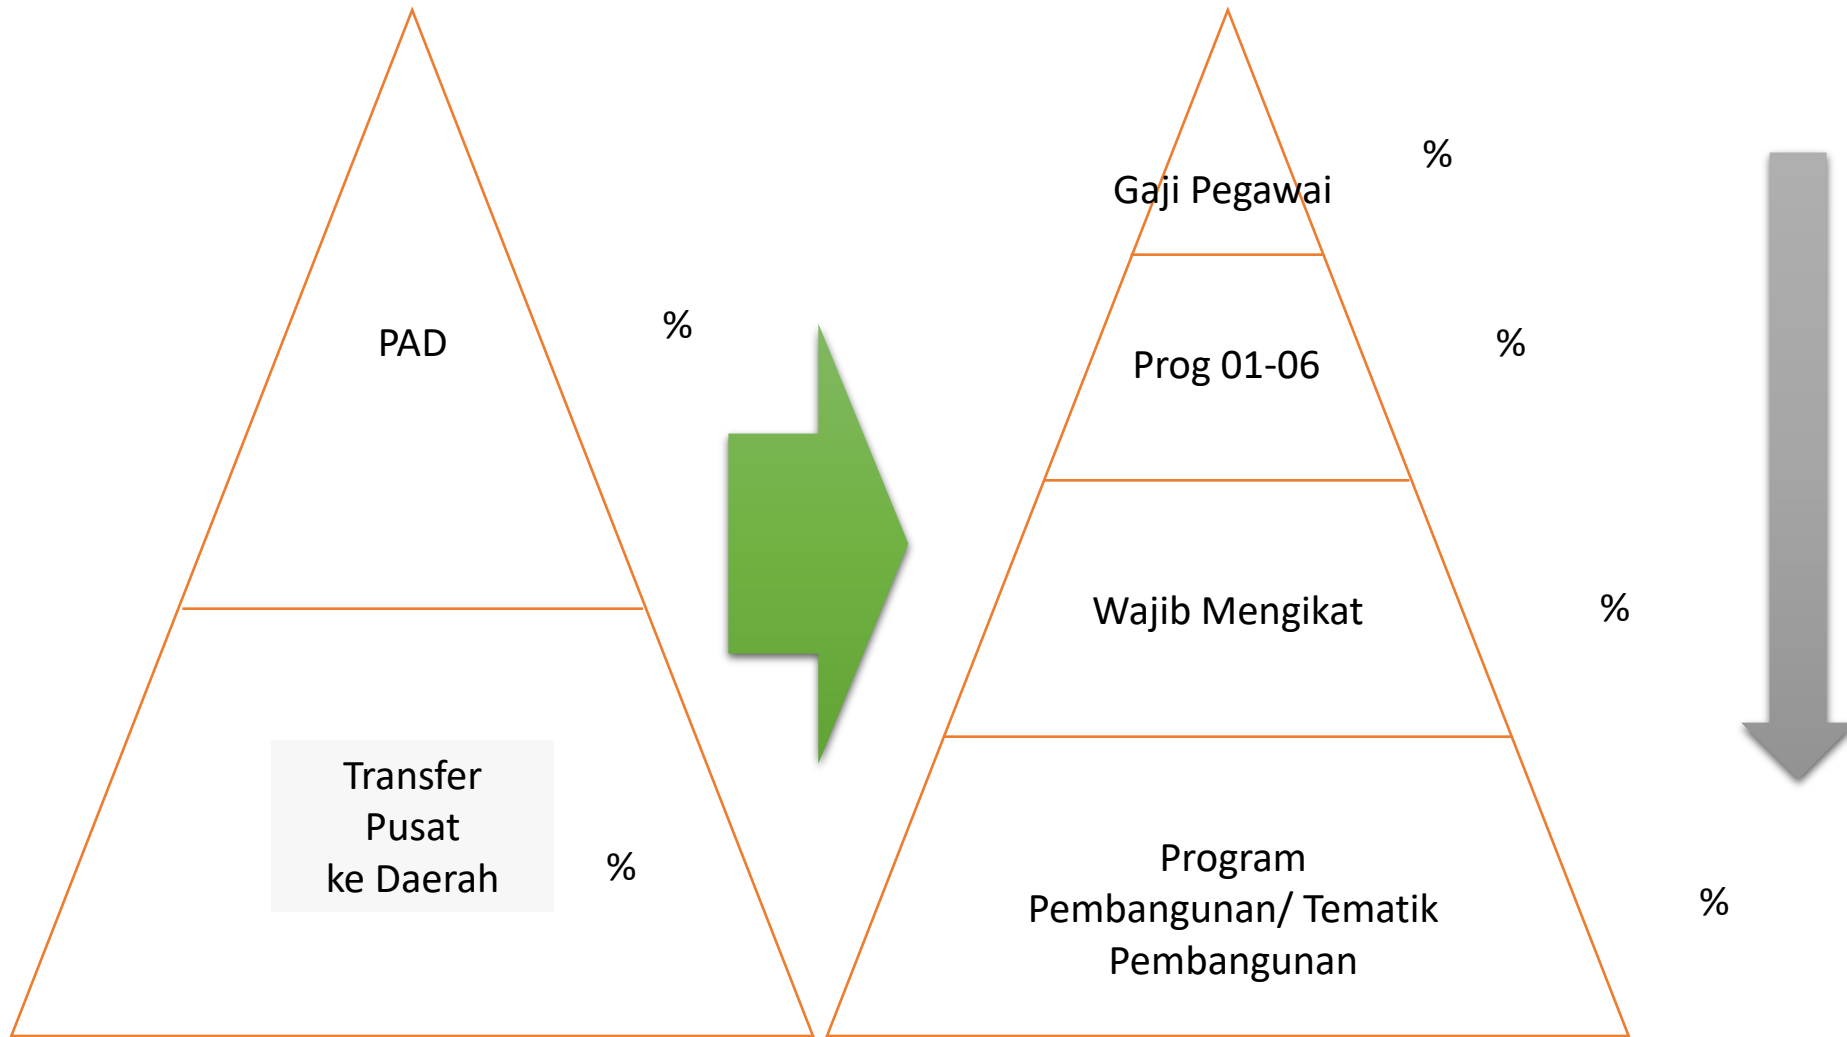 PAD
%
Transfer
Pusat
ke Daerah
%
Gaji Pegawai
%
Prog 01-06
%
Wajib Mengikat
%
Program
Pembangunan/ Tematik
Pembangunan
%